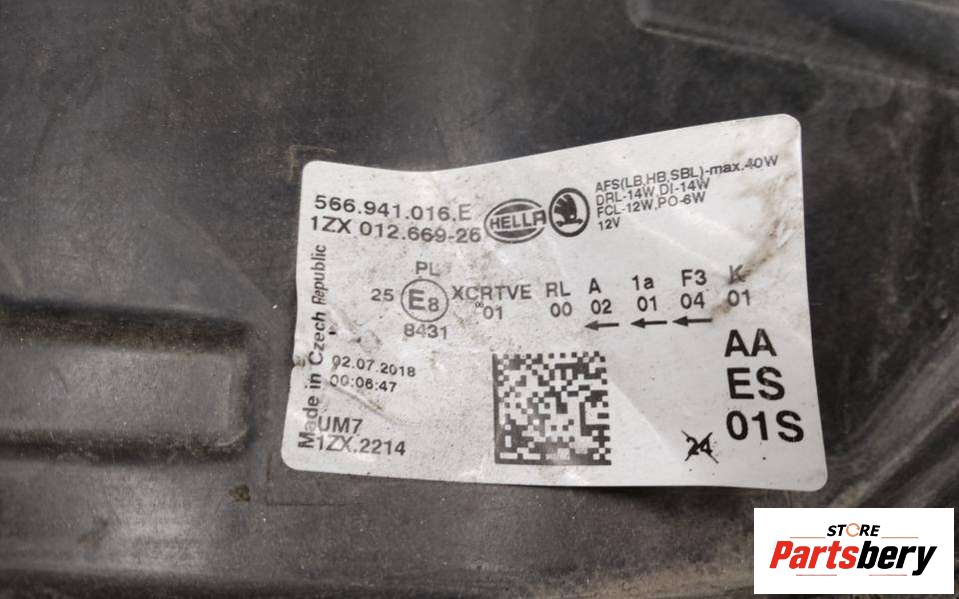 566.941.016.E
1ZX 012.669-26
HELLA
AFS(LB,HB,SBL)-max.40W
DRL-14W,DI-14W
FCL-12W,PO-6W
12V
PL
25 E8 XCRTVE RL A 1a F3 K
8431 01 00 02 01 04 01
Made in Czech Republic
02.07.2018
00:06:47
UM7
1ZX.2214
AA
ES
01S
24
STORE
Partsbery